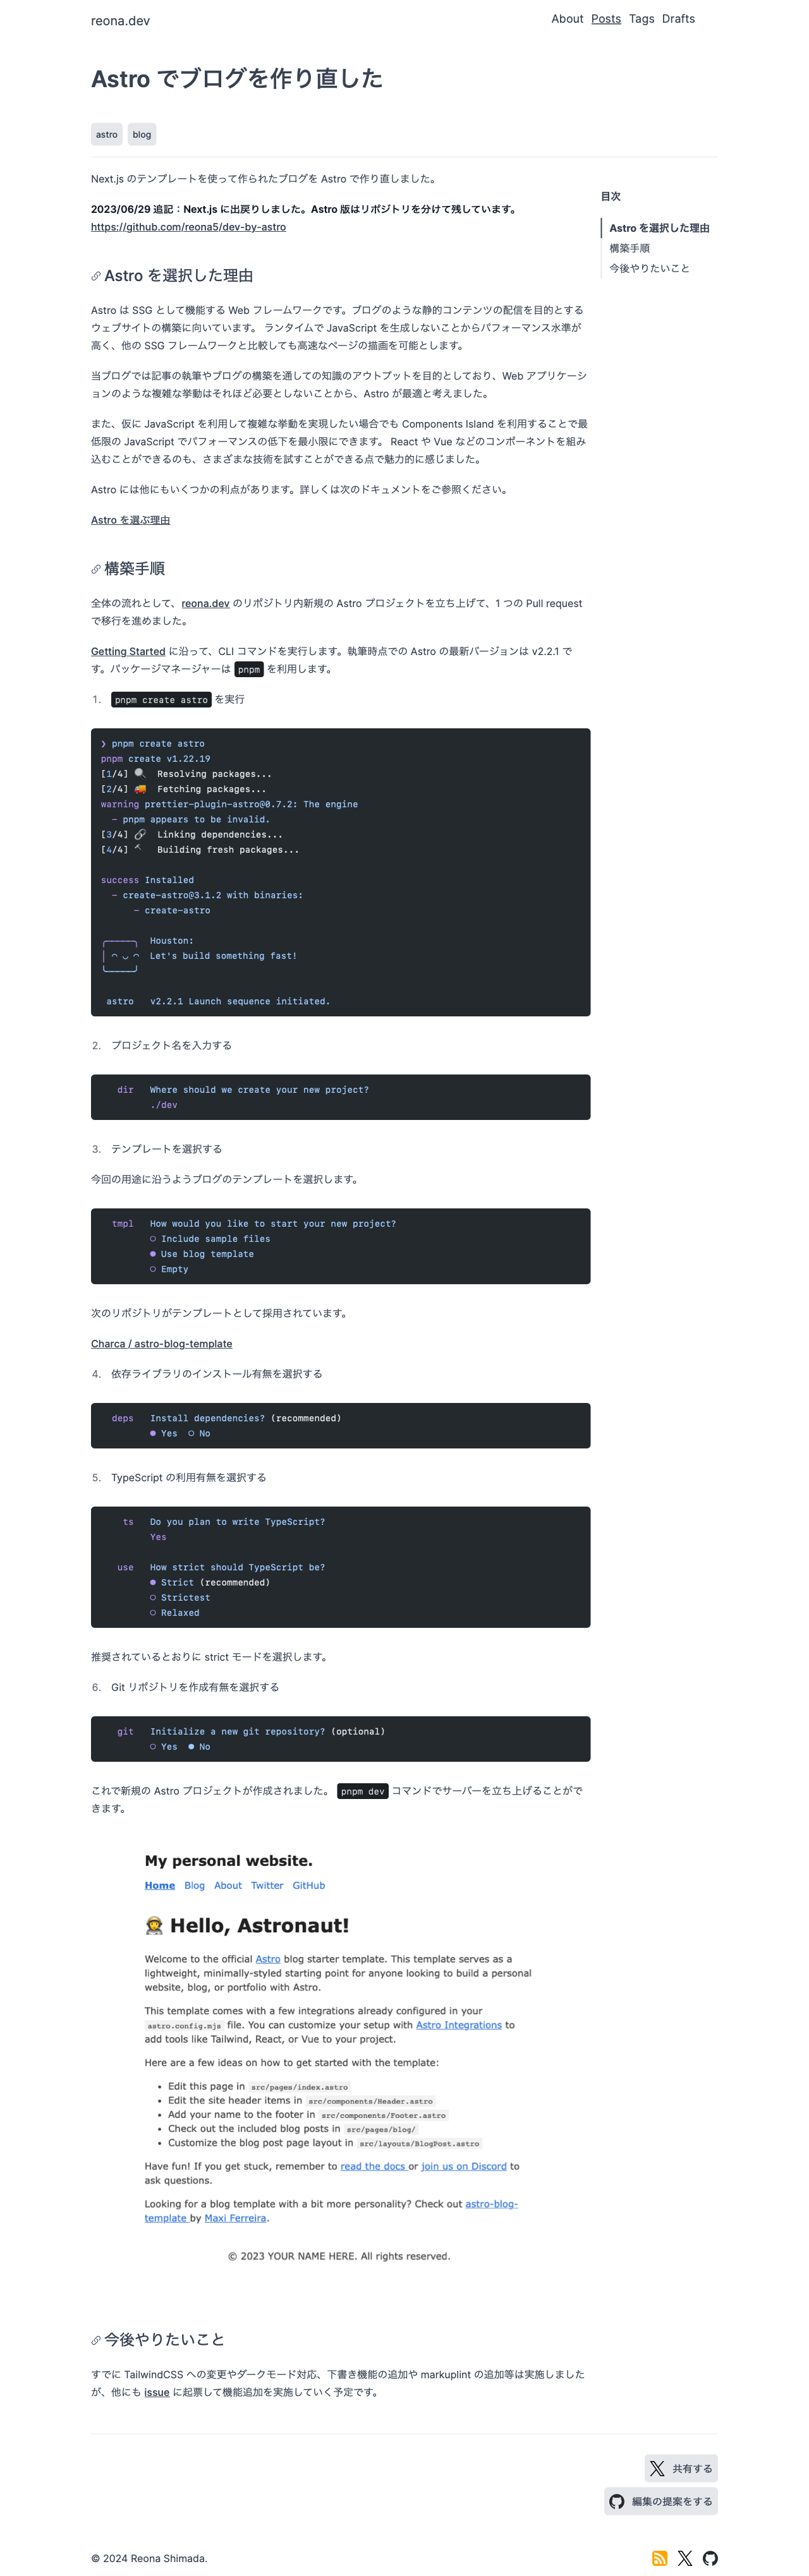 reona.dev
About Posts Tags Drafts
Astro でブログを作り直した
astro blog
Next.js のテンプレートを使って作られたブログを Astro で作り直しました。
2023/06/29 追記：Next.js に出戻りしました。Astro 版はリポジトリを分けて残しています。
https://github.com/reona5/dev-by-astro
目次
Astro を選択した理由
構築手順
今後やりたいこと
Astro を選択した理由
Astro は SSG として機能する Web フレームワークです。ブログのような静的コンテンツの配信を目的とする
ウェブサイトの構築に向いています。 ランタイムで JavaScript を生成しないことからパフォーマンス水準が
高く、他の SSG フレームワークと比較しても高速なページの描画を可能とします。
当ブログでは記事の執筆やブログの構築を通しての知識のアウトプットを目的としており、Web アプリケーシ
ョンのような複雑な挙動はそれほど必要としないことから、Astro が最適と考えました。
また、仮に JavaScript を利用して複雑な挙動を実現したい場合でも Components Island を利用することで最
低限の JavaScript でパフォーマンスの低下を最小限にできます。 React や Vue などのコンポーネントを組み
込むことができるのも、さまざまな技術を試すことができる点で魅力的に感じました。
Astro には他にもいくつかの利点があります。詳しくは次のドキュメントをご参照ください。
Astro を選ぶ理由
構築手順
全体の流れとして、reona.dev のリポジトリ内新規の Astro プロジェクトを立ち上げて、1 つの Pull request
で移行を進めました。
Getting Started に沿って、CLI コマンドを実行します。執筆時点での Astro の最新バージョンは v2.2.1 で
す。パッケージマネージャーは pnpm を利用します。
1. pnpm create astro を実行
❯ pnpm create astro
pnpm create v1.22.19
[1/4] 🔍 Resolving packages...
[2/4] 🚚 Fetching packages...
warning prettier-plugin-astro@0.7.2: The engine
- pnpm appears to be invalid.
[3/4] 🔗 Linking dependencies...
[4/4] 🔨 Building fresh packages...
success Installed
- create-astro@3.1.2 with binaries:
- create-astro
╭─────╮ Houston:
│ ◠ ◡ ◠ Let's build something fast!
╰─────╯
astro v2.2.1 Launch sequence initiated.
2. プロジェクト名を入力する
dir Where should we create your new project?
./dev
3. テンプレートを選択する
今回の用途に沿うようブログのテンプレートを選択します。
tmpl How would you like to start your new project?
○ Include sample files
● Use blog template
○ Empty
次のリポジトリがテンプレートとして採用されています。
Charca / astro-blog-template
4. 依存ライブラリのインストール有無を選択する
deps Install dependencies? (recommended)
● Yes ○ No
5. TypeScript の利用有無を選択する
ts Do you plan to write TypeScript?
Yes
use How strict should TypeScript be?
● Strict (recommended)
○ Strictest
○ Relaxed
推奨されているとおりに strict モードを選択します。
6. Git リポジトリを作成有無を選択する
git Initialize a new git repository? (optional)
○ Yes ● No
これで新規の Astro プロジェクトが作成されました。 pnpm dev コマンドでサーバーを立ち上げることがで
きます。
My personal website.
Home Blog About Twitter GitHub
🧑‍🚀 Hello, Astronaut!
Welcome to the official Astro blog starter template. This template serves as a
lightweight, minimally-styled starting point for anyone looking to build a personal
website, blog, or portfolio with Astro.
This template comes with a few integrations already configured in your
astro.config.mjs file. You can customize your setup with Astro Integrations to
add tools like Tailwind, React, or Vue to your project.
Here are a few ideas on how to get started with the template:
• Edit this page in src/pages/index.astro
• Edit the site header items in src/components/Header.astro
• Add your name to the footer in src/components/Footer.astro
• Check out the included blog posts in src/pages/blog/
• Customize the blog post page layout in src/layouts/BlogPost.astro
Have fun! If you get stuck, remember to read the docs or join us on Discord to
ask questions.
Looking for a blog template with a bit more personality? Check out astro-blog-
template by Maxi Ferreira.
© 2023 YOUR NAME HERE. All rights reserved.
今後やりたいこと
すでに TailwindCSS への変更やダークモード対応、下書き機能の追加や markuplint の追加等は実施しました
が、他にも issue に起票して機能追加を実施していく予定です。
共有する
編集の提案をする
© 2024 Reona Shimada.